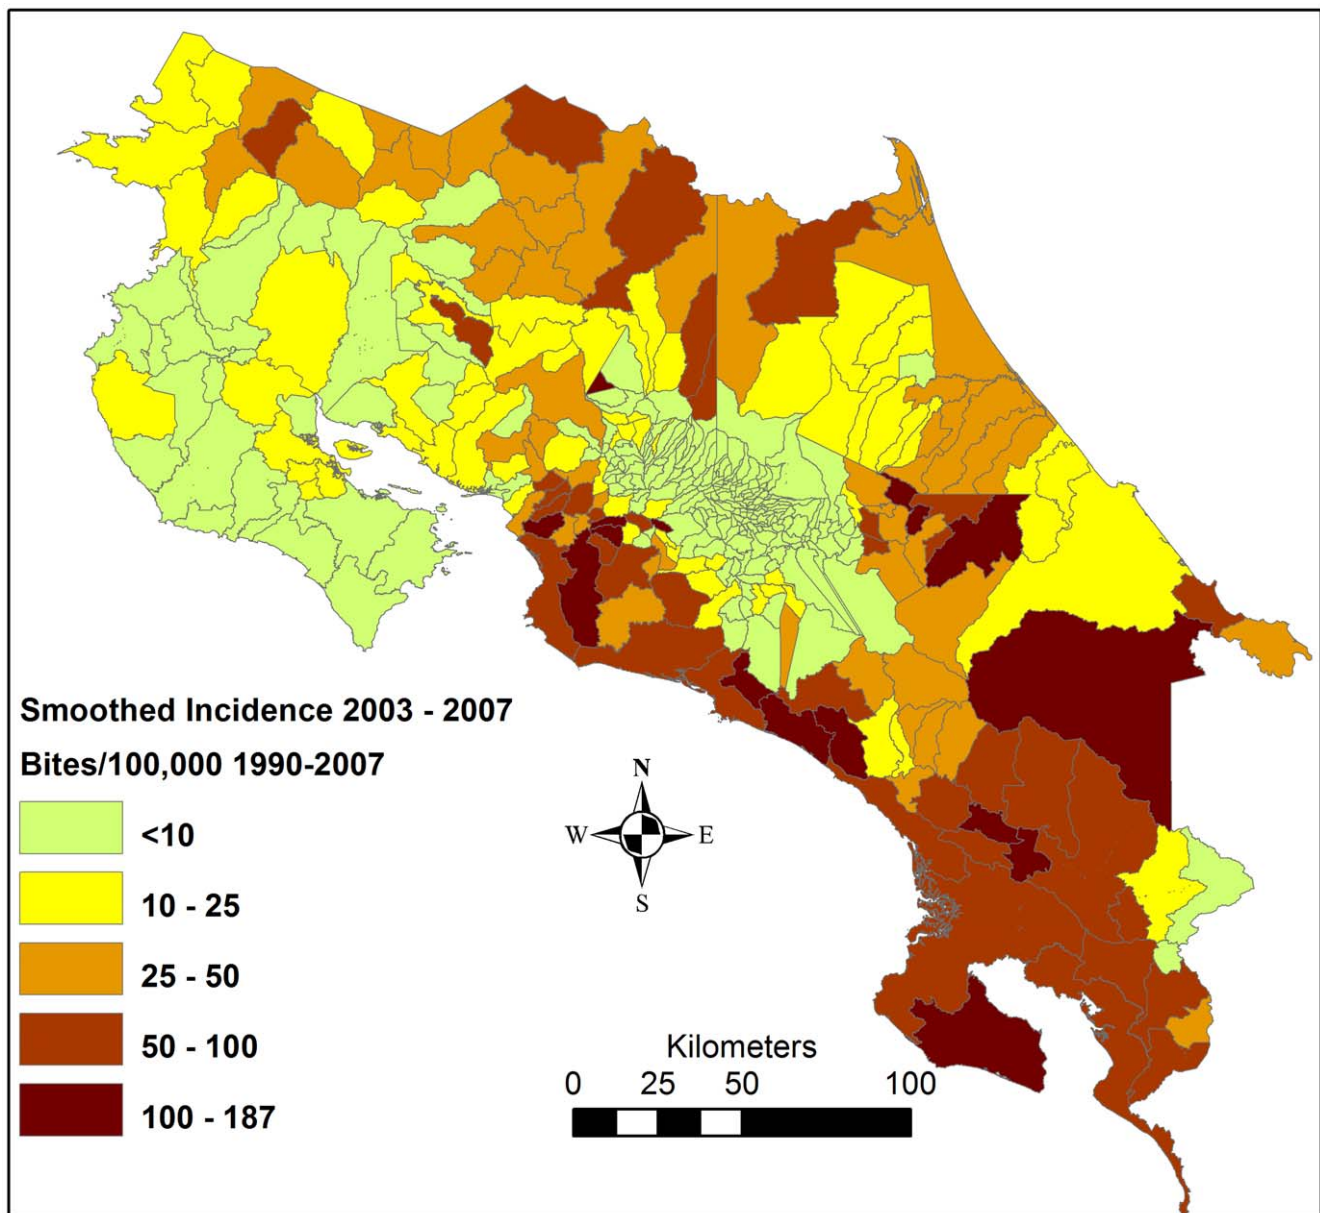 Smoothed Incidence 2003 - 2007
Bites/100,000 1990-2007
<10
10 - 25
25 - 50
50 - 100
100 - 187
N
W E
S
Kilometers
0 25 50 100